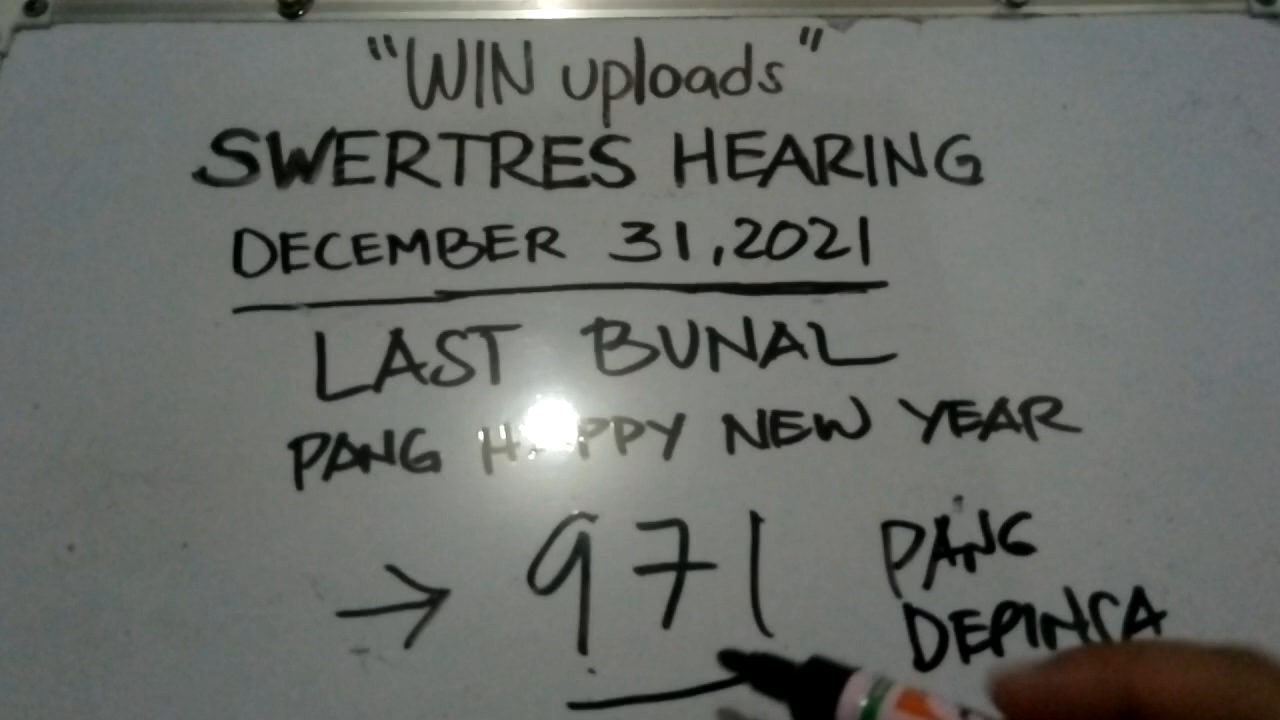 "WIN uploads"
SWERTRES HEARING
DECEMBER 31,2021
LAST BUNAL
PANG HAPPY NEW YEAR
→ 971 PANG
DEPINSA